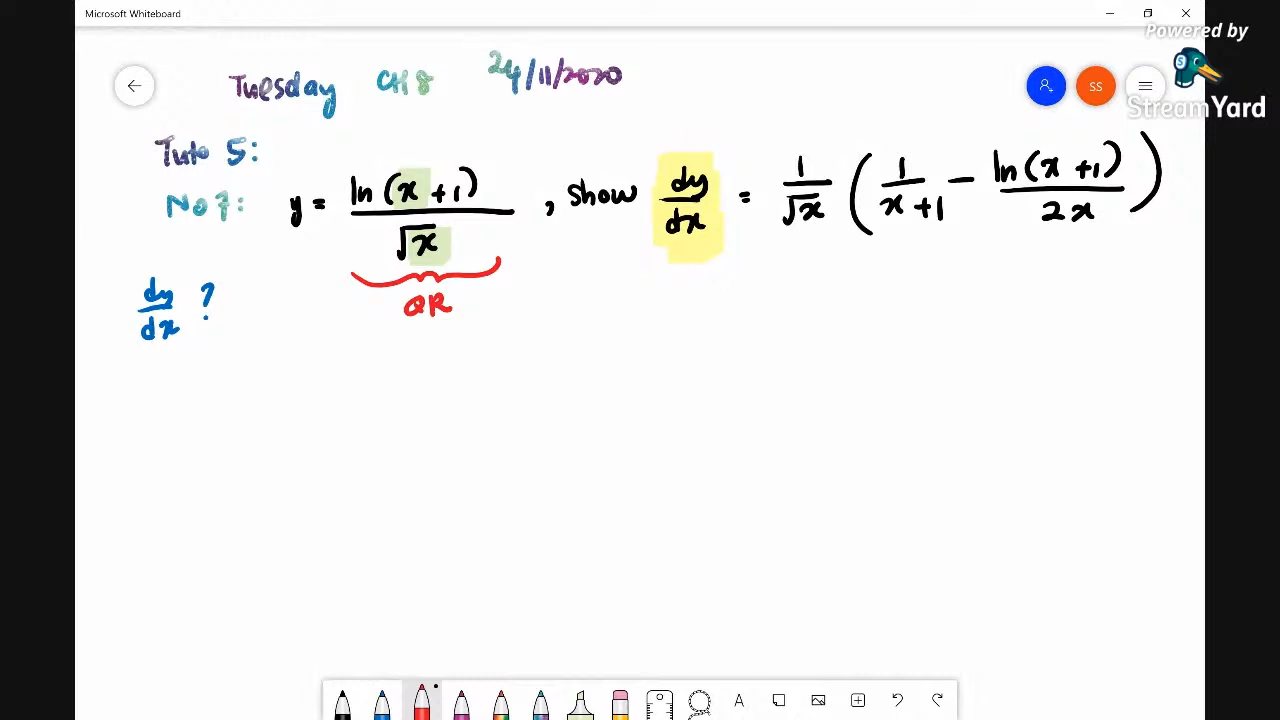 Microsoft Whiteboard
Powered by
StreamYard
SS
Tuesday CH 8 24/11/2020
Tuto 5:
No 7: y = ln(x+1)/√x , show dy/dx = 1/√x (1/(x+1) − ln(x+1)/2x)
QR
dy/dx ?
A